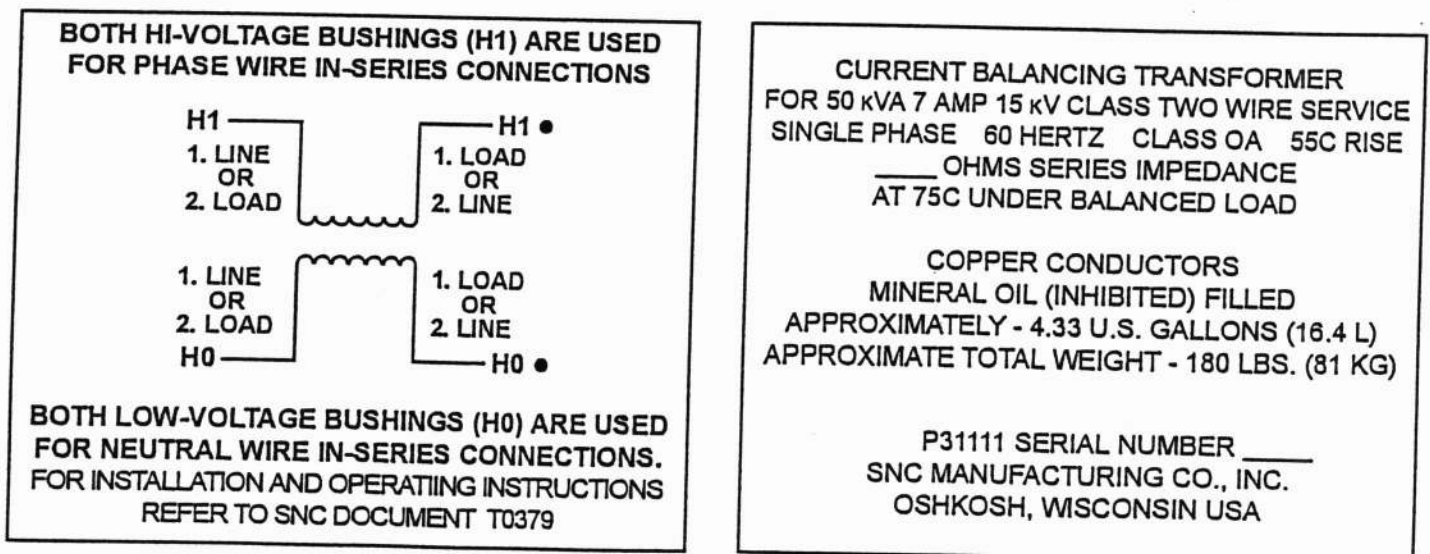 BOTH HI-VOLTAGE BUSHINGS (H1) ARE USED
FOR PHASE WIRE IN-SERIES CONNECTIONS
H1
H1 ●
1. LINE
OR
2. LOAD
1. LOAD
OR
2. LINE
1. LINE
OR
2. LOAD
1. LOAD
OR
2. LINE
H0
H0 ●
BOTH LOW-VOLTAGE BUSHINGS (H0) ARE USED
FOR NEUTRAL WIRE IN-SERIES CONNECTIONS.
FOR INSTALLATION AND OPERATIING INSTRUCTIONS
REFER TO SNC DOCUMENT T0379
CURRENT BALANCING TRANSFORMER
FOR 50 KVA 7 AMP 15 KV CLASS TWO WIRE SERVICE
SINGLE PHASE 60 HERTZ CLASS OA 55C RISE
____ OHMS SERIES IMPEDANCE
AT 75C UNDER BALANCED LOAD
COPPER CONDUCTORS
MINERAL OIL (INHIBITED) FILLED
APPROXIMATELY - 4.33 U.S. GALLONS (16.4 L)
APPROXIMATE TOTAL WEIGHT - 180 LBS. (81 KG)
P31111 SERIAL NUMBER ____
SNC MANUFACTURING CO., INC.
OSHKOSH, WISCONSIN USA